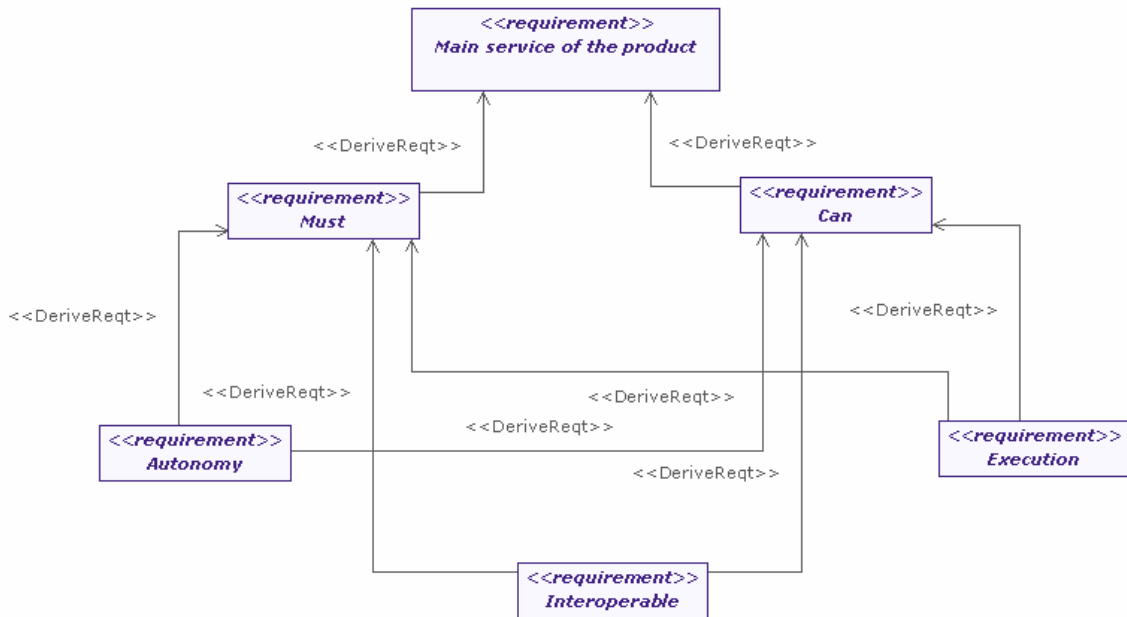 <<requirement>>
Main service of the product
<<DeriveReqt>>
<<DeriveReqt>>
<<requirement>>
Must
<<requirement>>
Can
<<DeriveReqt>>
<<DeriveReqt>>
<<DeriveReqt>>
<<DeriveReqt>>
<<DeriveReqt>>
<<requirement>>
Autonomy
<<requirement>>
Execution
<<DeriveReqt>>
<<requirement>>
Interoperable